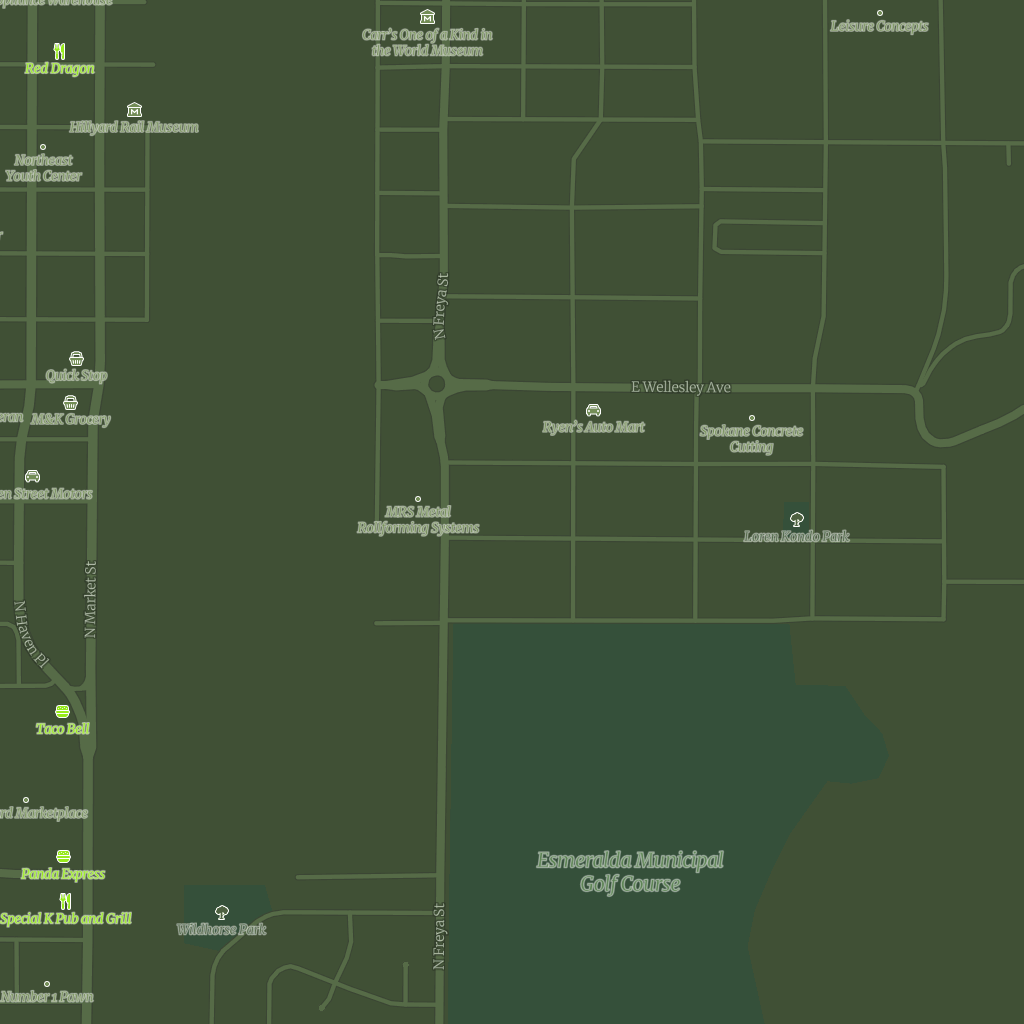 Carr's One of a Kind in
the World Museum
Leisure Concepts
Red Dragon
Hillyard Rail Museum
Northeast
Youth Center
N Freya St
Quick Stop
E Wellesley Ave
M&K Grocery
Ryen's Auto Mart
Spokane Concrete
Cutting
en Street Motors
MRS Metal
Rollforming Systems
Loren Kondo Park
N Market St
N Haven Pl
Taco Bell
rd Marketplace
Esmeralda Municipal
Golf Course
Panda Express
Special K Pub and Grill
Wildhorse Park
N Freya St
Number 1 Pawn